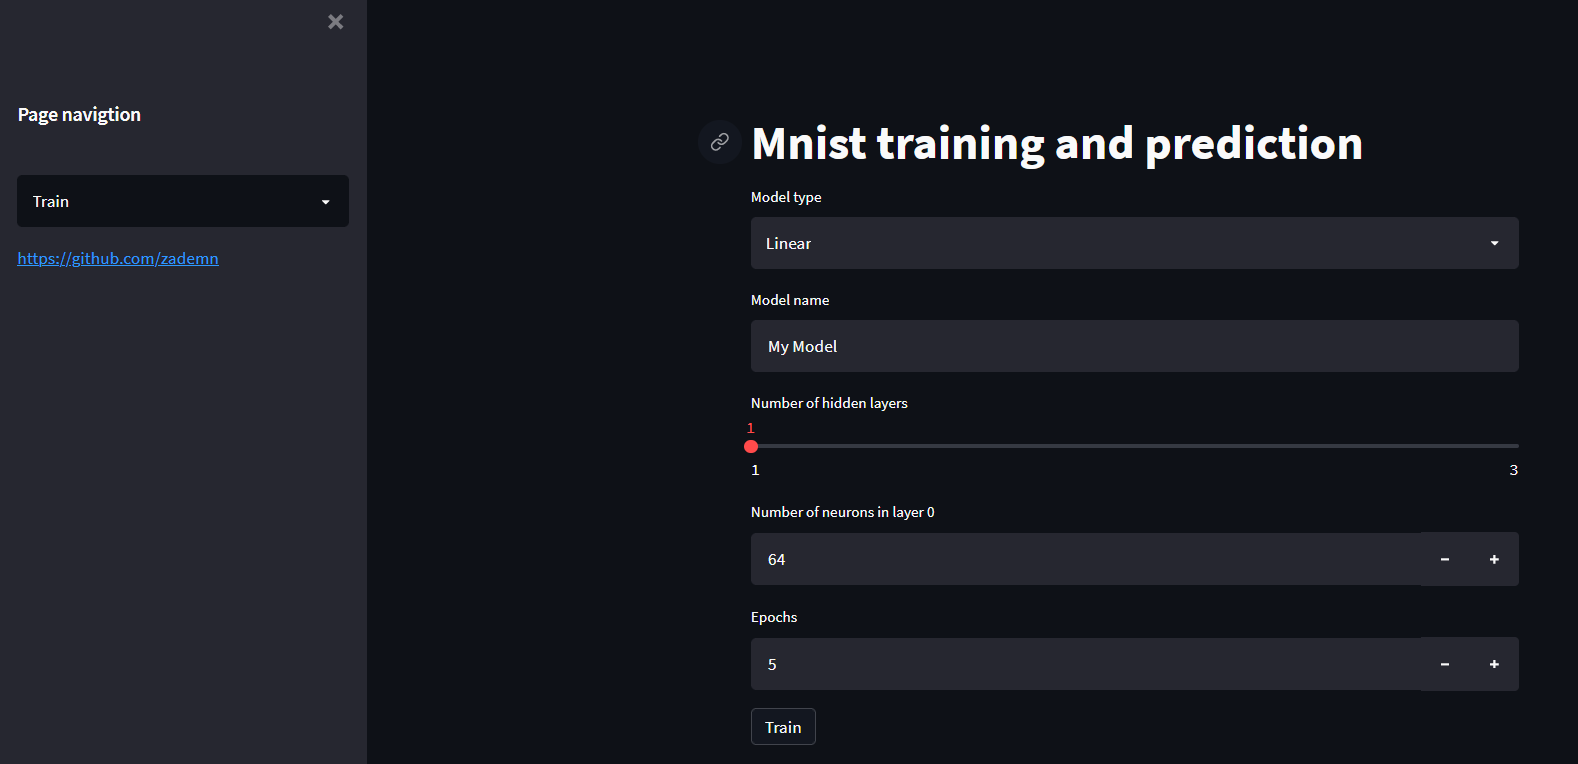 Page navigtion
Train
https://github.com/zademn
Mnist training and prediction
Model type
Linear
Model name
My Model
Number of hidden layers
1
1 3
Number of neurons in layer 0
64
Epochs
5
Train